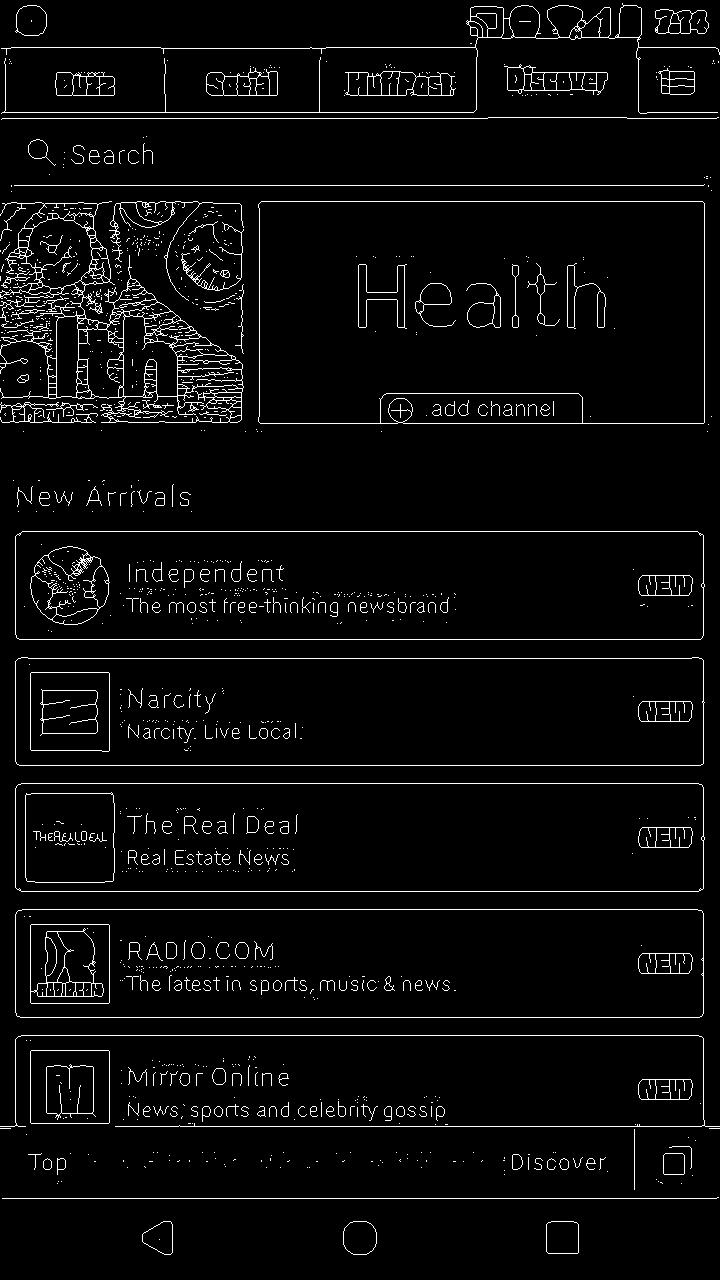 7:14
Buzz Social HuffPost Discover
Search
alth
Health
add channel
New Arrivals
Independent
The most free-thinking newsbrand
NEW
Narcity
Narcity. Live Local.
NEW
THE REAL DEAL
The Real Deal
Real Estate News
NEW
RADIO.COM
The latest in sports, music & news.
NEW
Mirror Online
News, sports and celebrity gossip
NEW
Top Discover